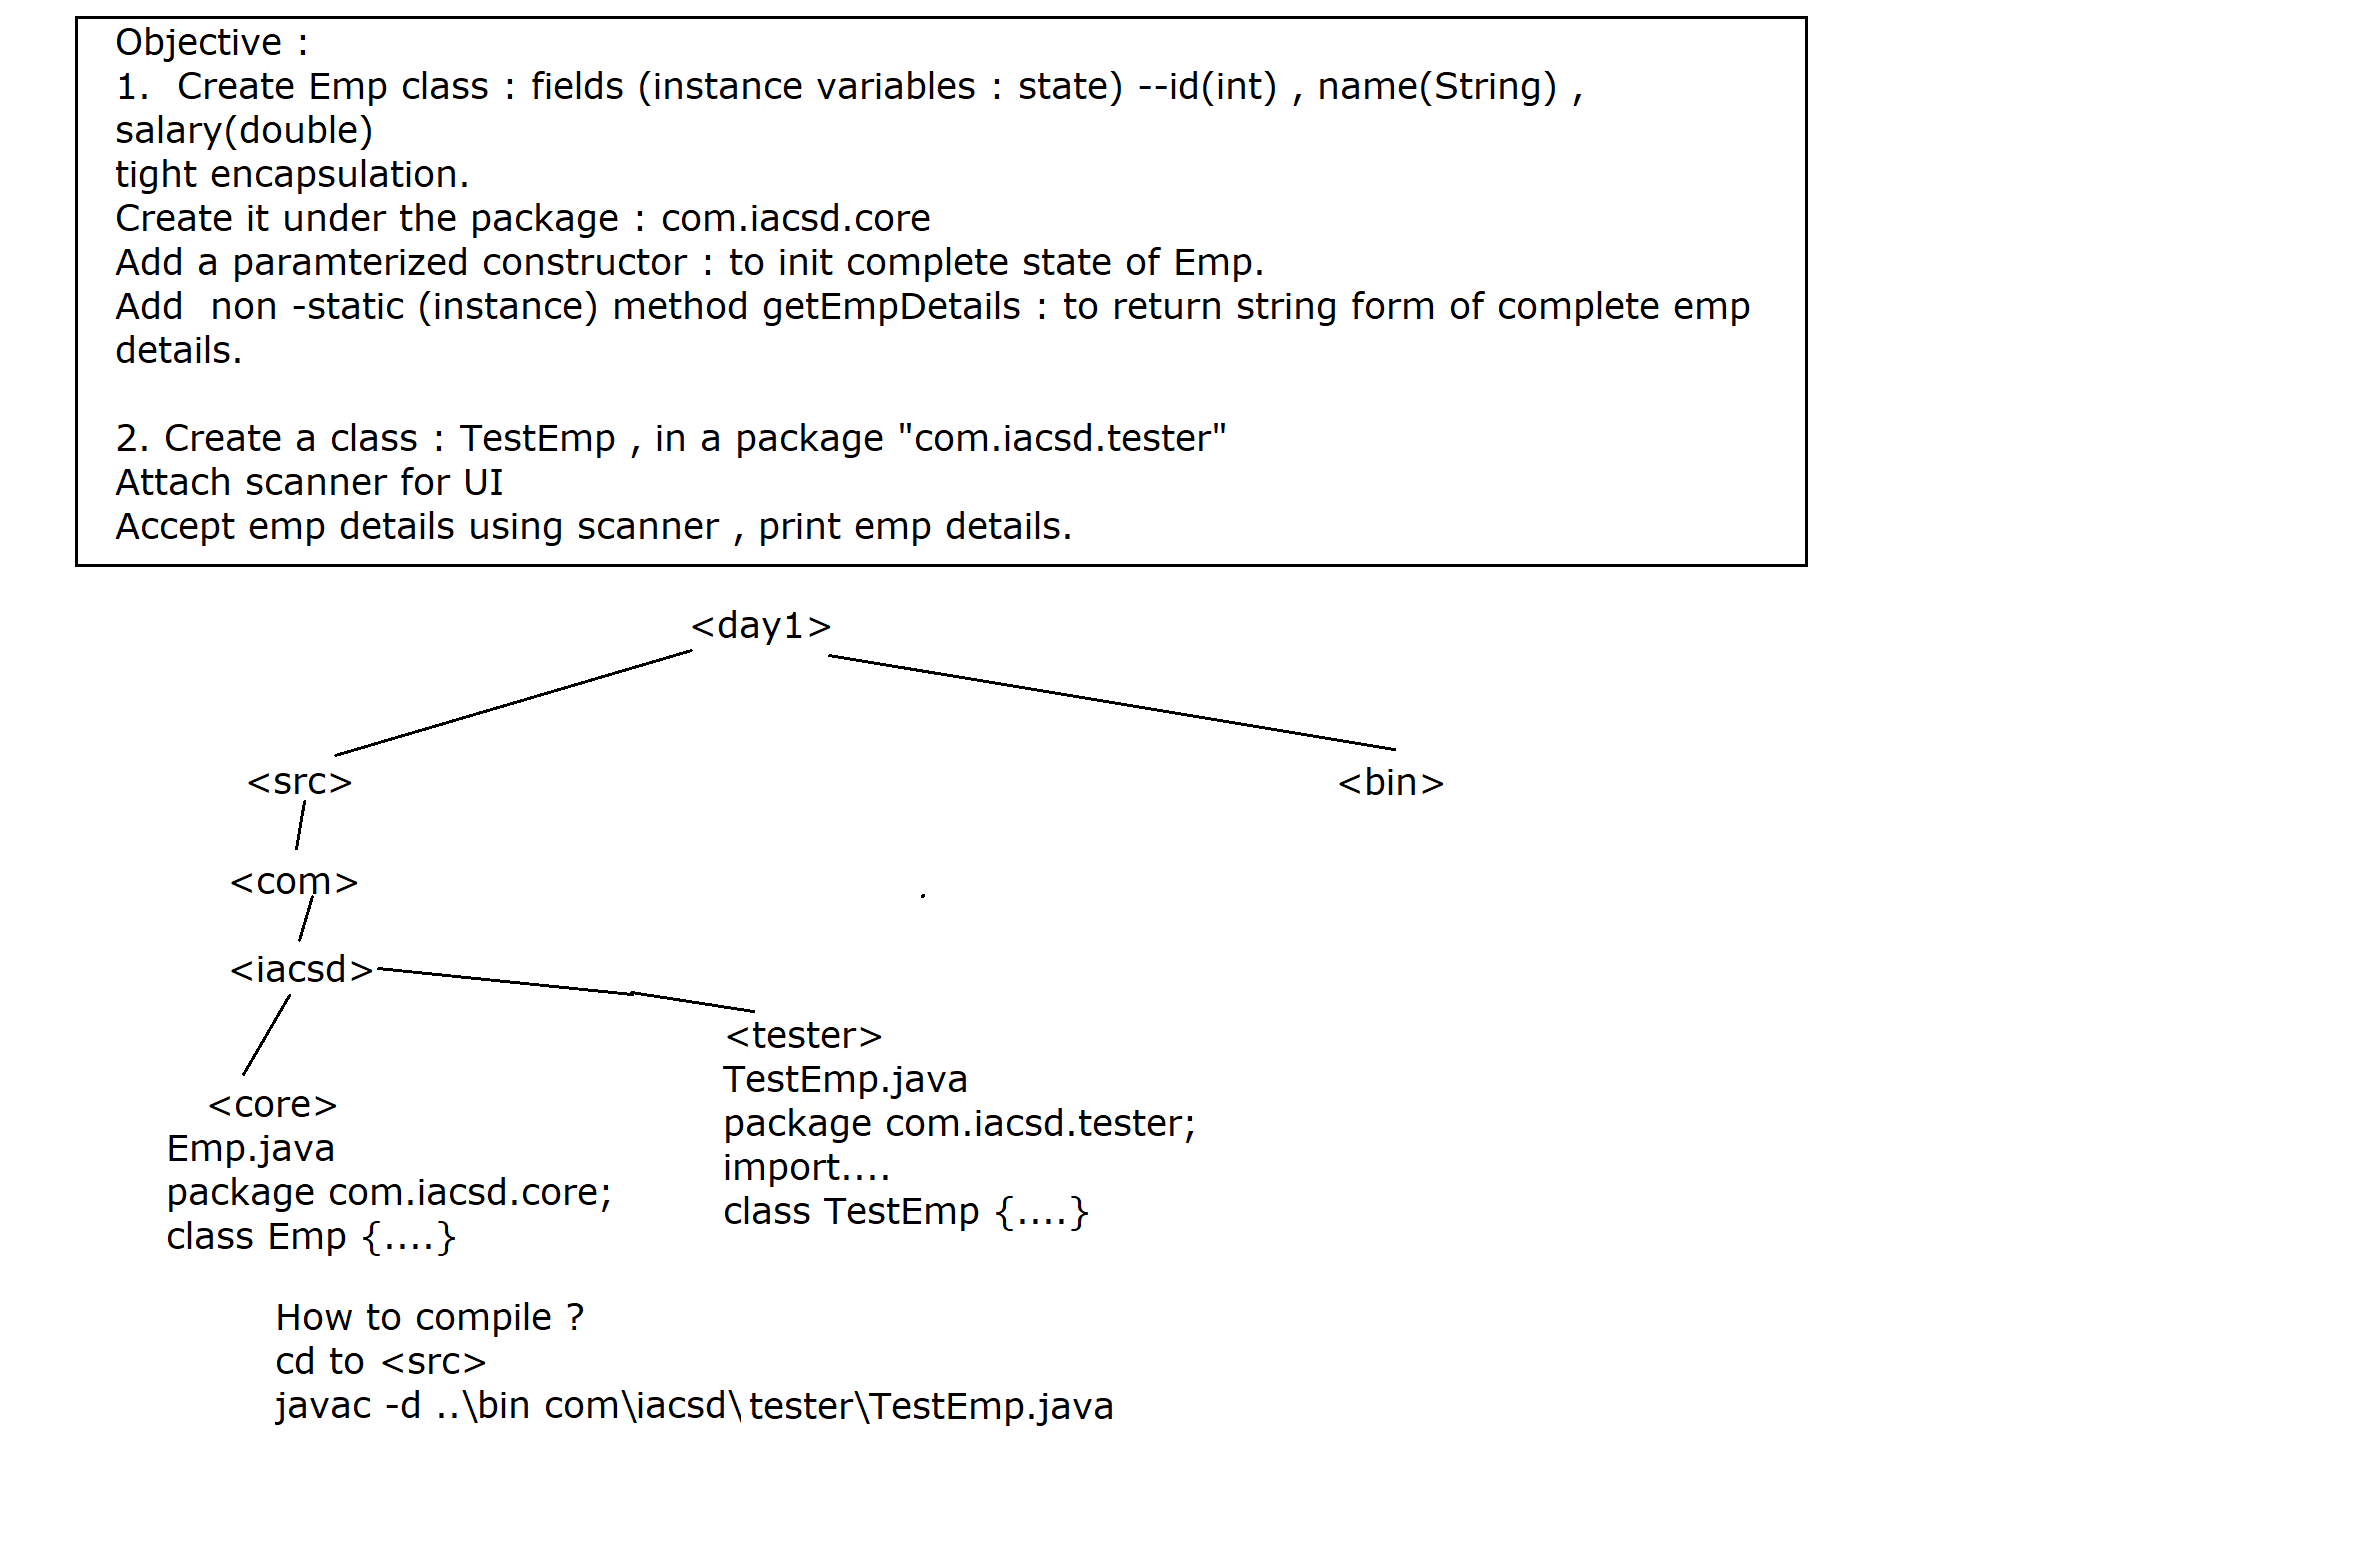 Objective :
1.  Create Emp class : fields (instance variables : state) --id(int) , name(String) ,
salary(double)
tight encapsulation.
Create it under the package : com.iacsd.core
Add a paramterized constructor : to init complete state of Emp.
Add  non -static (instance) method getEmpDetails : to return string form of complete emp
details.
2. Create a class : TestEmp , in a package "com.iacsd.tester"
Attach scanner for UI
Accept emp details using scanner , print emp details.
<day1>
<src>
<bin>
<com>
<iacsd>
<core>
Emp.java
package com.iacsd.core;
class Emp {....}
<tester>
TestEmp.java
package com.iacsd.tester;
import....
class TestEmp {....}
How to compile ?
cd to <src>
javac -d ..\bin com\iacsd\tester\TestEmp.java